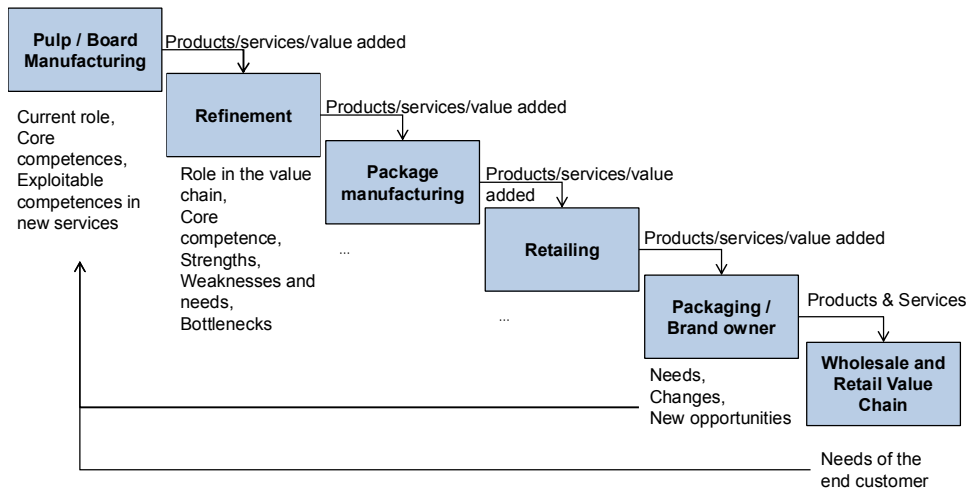 Pulp / Board
Manufacturing
Products/services/value added
Current role,
Core
competences,
Exploitable
competences in
new services
Refinement
Products/services/value added
Role in the value
chain,
Core
competence,
Strengths,
Weaknesses and
needs,
Bottlenecks
Package
manufacturing
Products/services/value
added
...
Retailing
Products/services/value added
...
Packaging /
Brand owner
Products & Services
Needs,
Changes,
New opportunities
Wholesale and
Retail Value
Chain
Needs of the
end customer